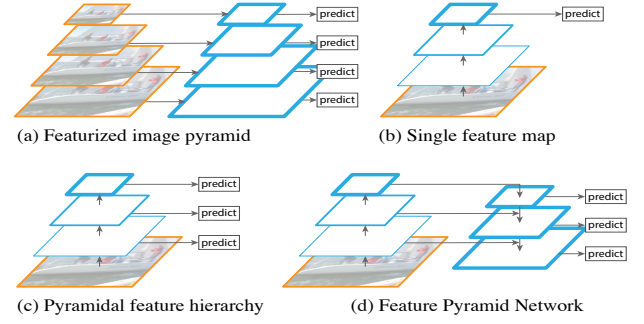 predict
predict
predict
predict
predict
(a) Featurized image pyramid
(b) Single feature map
predict
predict
predict
predict
predict
predict
(c) Pyramidal feature hierarchy
(d) Feature Pyramid Network